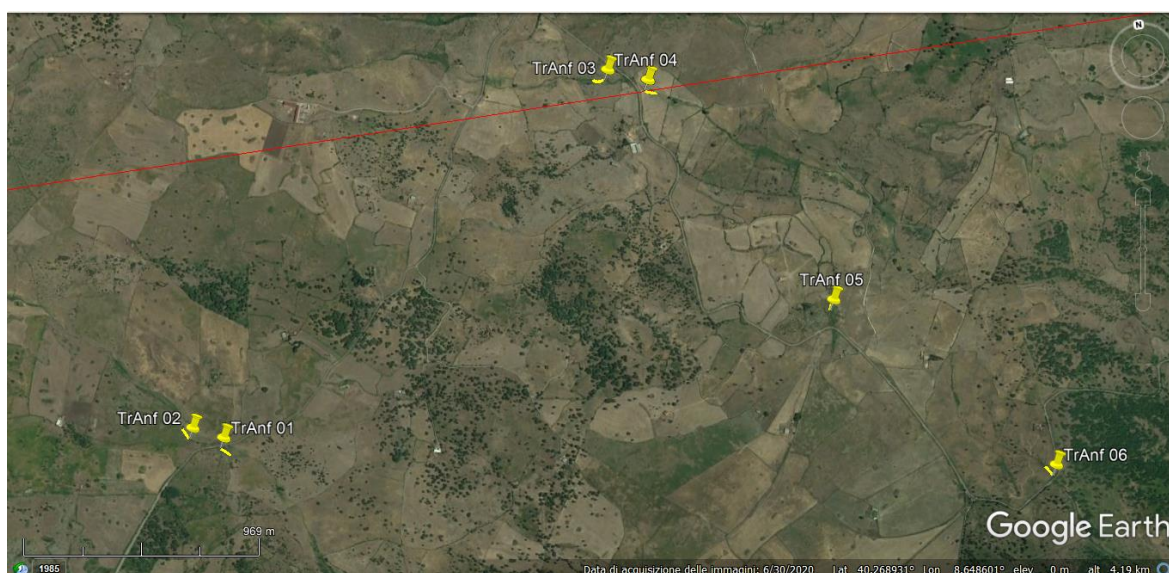 N
TrAnf 03
TrAnf 04
TrAnf 05
TrAnf 02
TrAnf 01
TrAnf 06
969 m
Google Earth
1985
Data di acquisizione delle immagini: 6/30/2020 Lat 40.268931° Lon 8.648601° elev 0 m alt 4.19 km